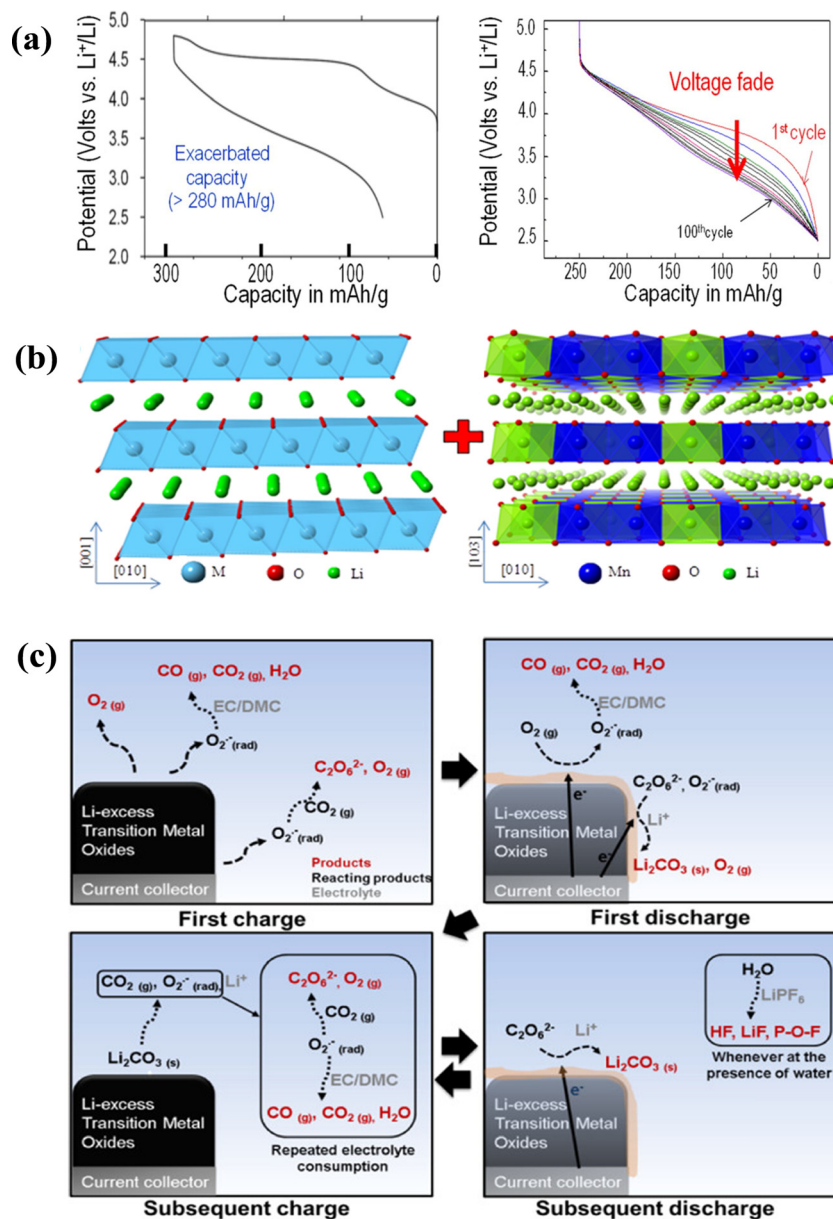 (a)
5.0
4.5
4.0
3.5
3.0
2.5
2.0
Potential (Volts vs. Li⁺/Li)
Exacerbated
capacity
(> 280 mAh/g)
300 200 100 0
Capacity in mAh/g
5.0
4.5
4.0
3.5
3.0
2.5
Potential (Volts vs. Li⁺/Li)
Voltage fade
1st cycle
100th cycle
250 200 150 100 50 0
Capacity in mAh/g
(b)
[001]
[010]
M O Li
[103]
[010]
Mn O Li
(c)
CO (g), CO₂ (g), H₂O
O₂ (g)
EC/DMC
O₂·⁻ (rad)
C₂O₆²⁻, O₂ (g)
CO₂ (g)
O₂·⁻ (rad)
Li-excess
Transition Metal
Oxides
Current collector
Products
Reacting products
Electrolyte
First charge
CO (g), CO₂ (g), H₂O
EC/DMC
O₂ (g)
O₂·⁻ (rad)
C₂O₆²⁻, O₂·⁻ (rad)
e⁻
Li⁺
Li-excess
Transition Metal
Oxides
e⁻
Li₂CO₃ (s), O₂ (g)
Current collector
First discharge
CO₂ (g), O₂·⁻ (rad), Li⁺
C₂O₆²⁻, O₂ (g)
CO₂ (g)
O₂·⁻ (rad)
Li₂CO₃ (s)
EC/DMC
CO (g), CO₂ (g), H₂O
Li-excess
Transition Metal
Oxides
Repeated electrolyte
consumption
Current collector
Subsequent charge
H₂O
LiPF₆
HF, LiF, P-O-F
Whenever at the
presence of water
C₂O₆²⁻
Li⁺
Li₂CO₃ (s)
e⁻
Li-excess
Transition Metal
Oxides
Current collector
Subsequent discharge